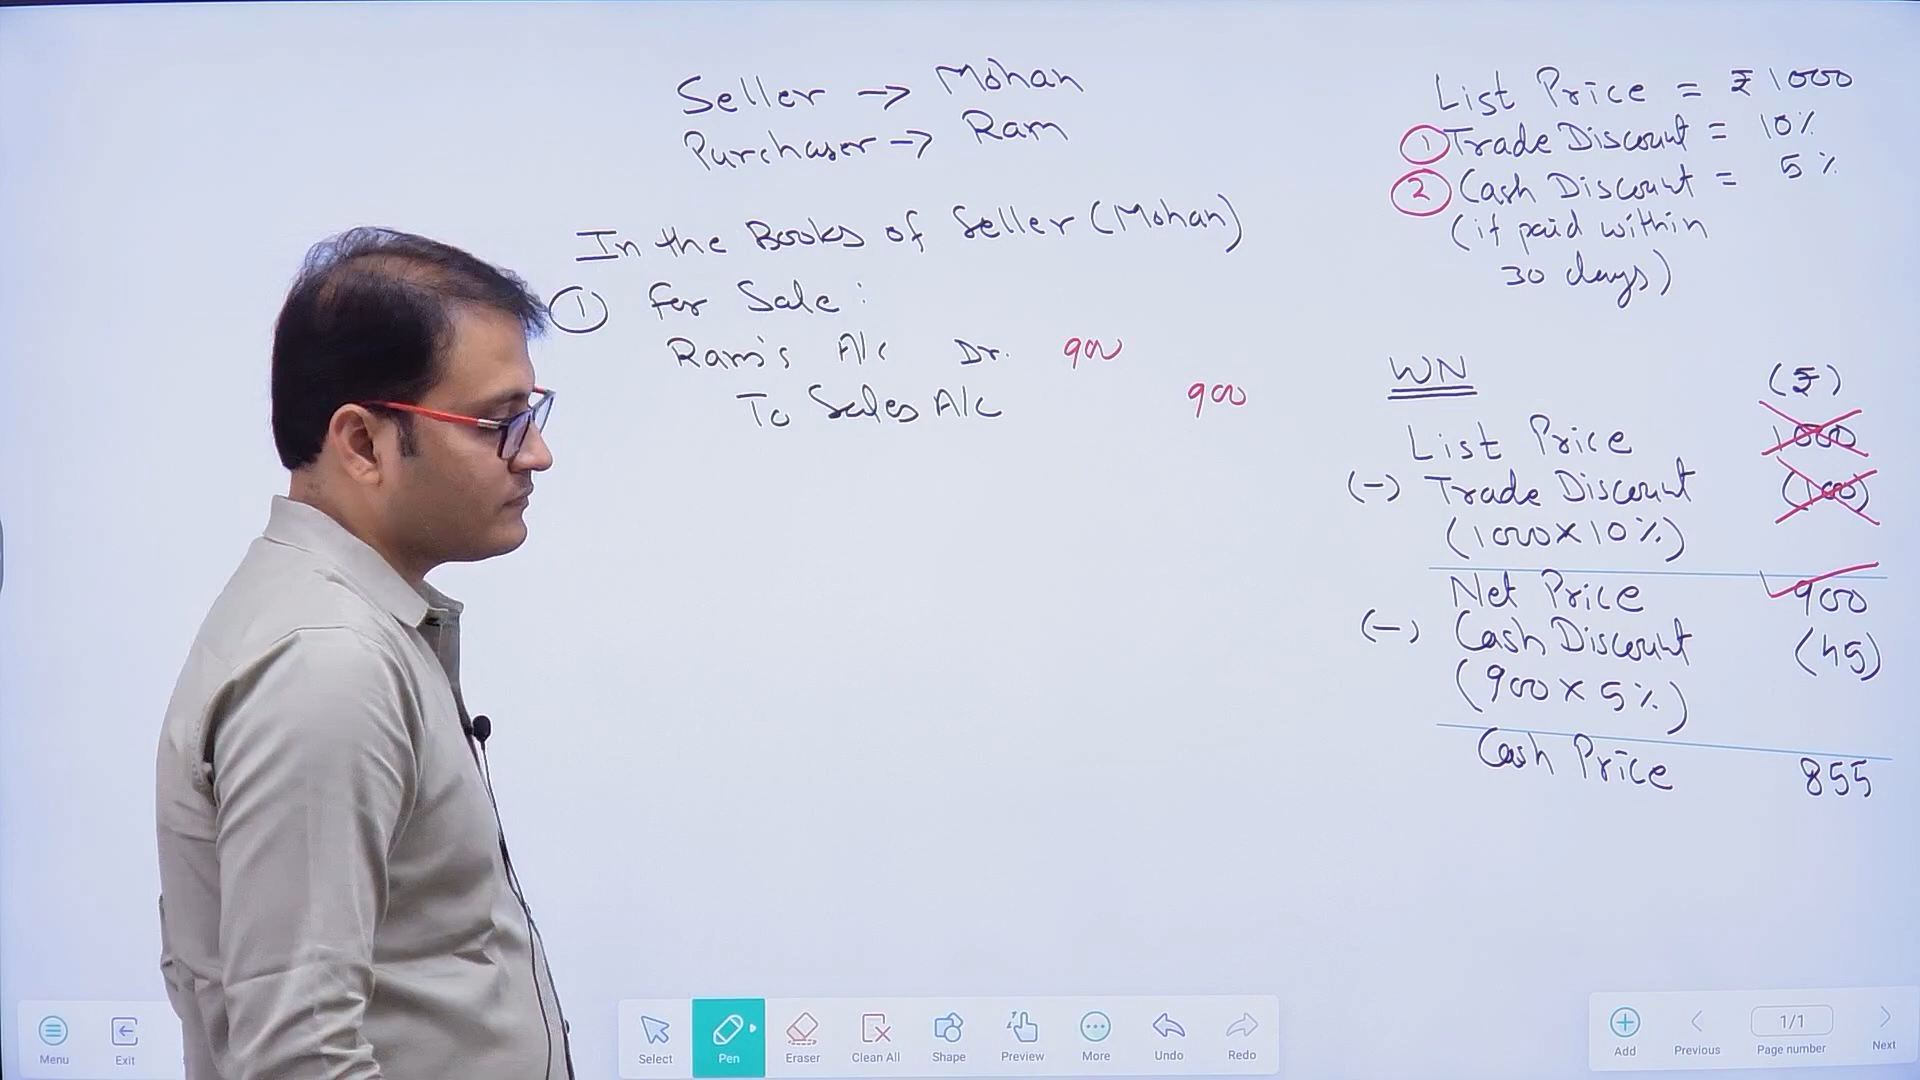 Seller -> Mohan
Purchaser -> Ram
In the Books of Seller (Mohan)
① For Sale :
Ram's A/c Dr. 900
To Sales A/c 900
List Price = ₹ 1000
① Trade Discount = 10%
② Cash Discount = 5%
(if paid within
30 days)
WN (₹)
List Price 1000
(-) Trade Discount (100)
(1000 × 10%)
Net Price 900
(-) Cash Discount (45)
(900 × 5%)
Cash Price 855
Menu
Exit
Select
Pen
Eraser
Clean All
Shape
Preview
More
Undo
Redo
Add
Previous
1/1
Page number
Next